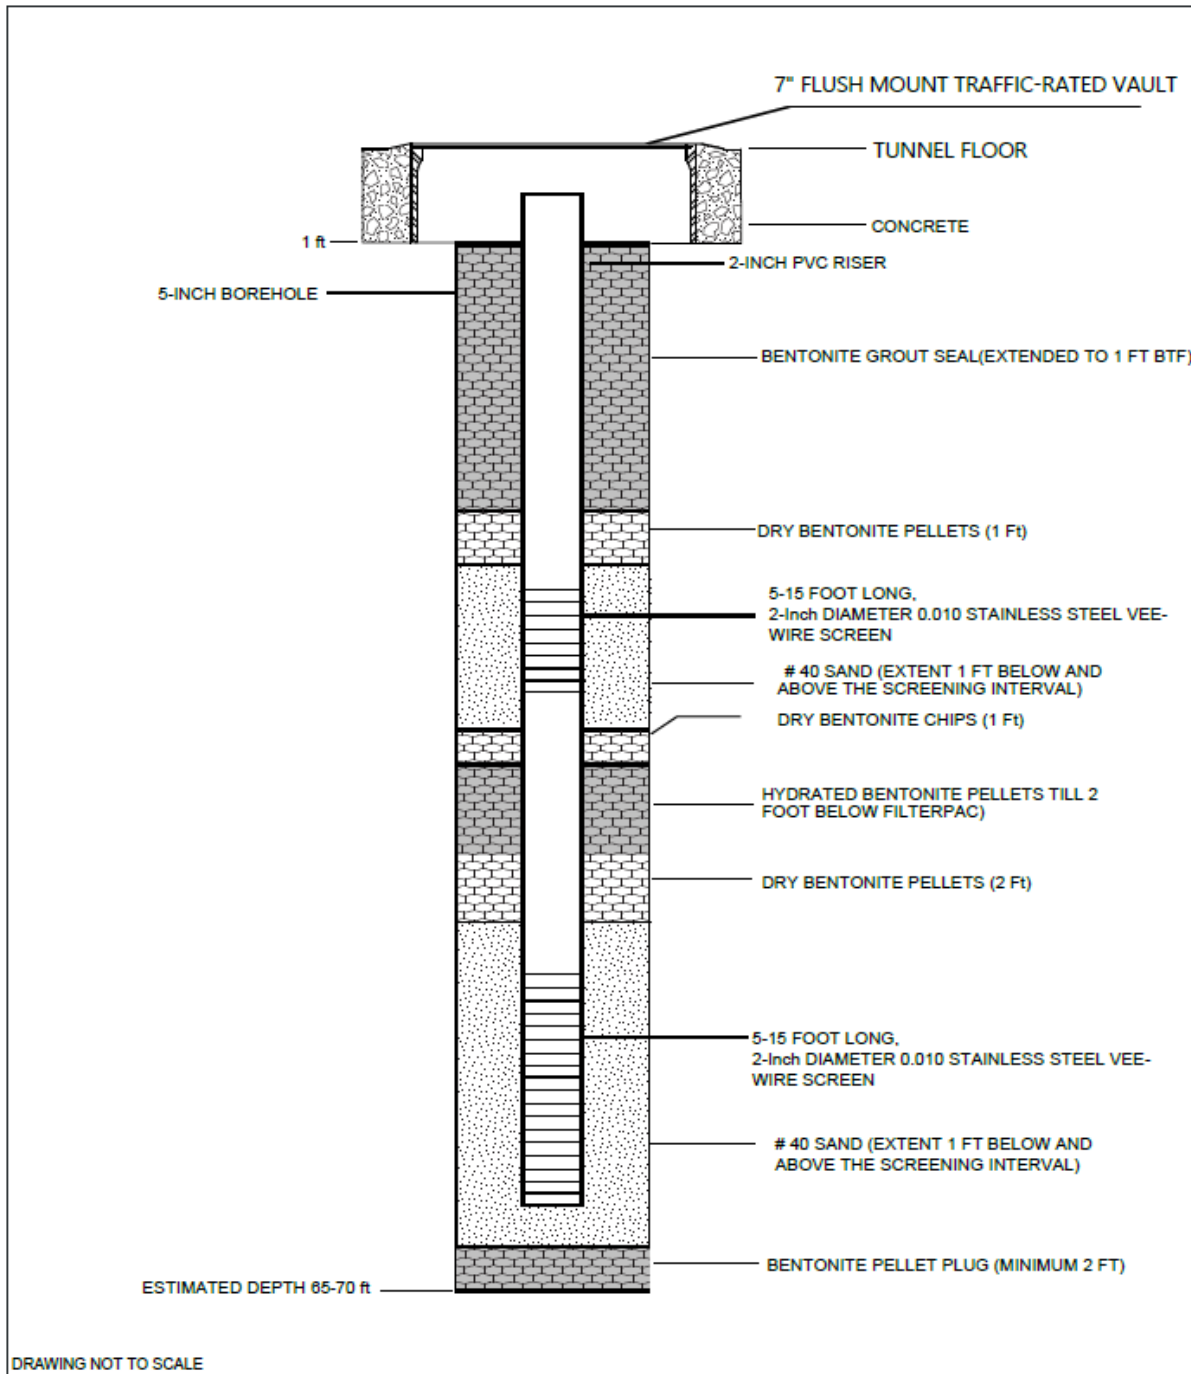 7" FLUSH MOUNT TRAFFIC-RATED VAULT
TUNNEL FLOOR
CONCRETE
1 ft
2-INCH PVC RISER
5-INCH BOREHOLE
BENTONITE GROUT SEAL(EXTENDED TO 1 FT BTF)
DRY BENTONITE PELLETS (1 Ft)
5-15 FOOT LONG,
2-Inch DIAMETER 0.010 STAINLESS STEEL VEE-
WIRE SCREEN
# 40 SAND (EXTENT 1 FT BELOW AND
ABOVE THE SCREENING INTERVAL)
DRY BENTONITE CHIPS (1 Ft)
HYDRATED BENTONITE PELLETS TILL 2
FOOT BELOW FILTERPAC)
DRY BENTONITE PELLETS (2 Ft)
5-15 FOOT LONG,
2-Inch DIAMETER 0.010 STAINLESS STEEL VEE-
WIRE SCREEN
# 40 SAND (EXTENT 1 FT BELOW AND
ABOVE THE SCREENING INTERVAL)
BENTONITE PELLET PLUG (MINIMUM 2 FT)
ESTIMATED DEPTH 65-70 ft
DRAWING NOT TO SCALE